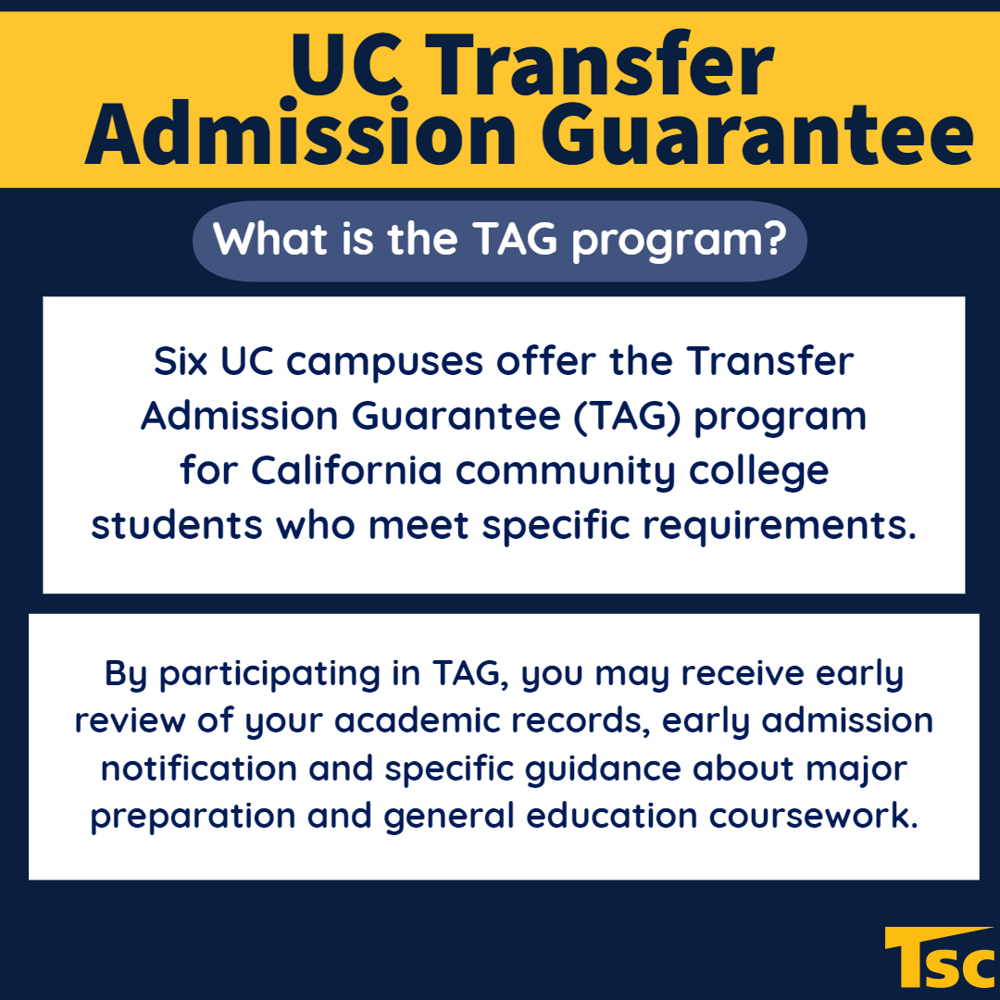 UC Transfer
Admission Guarantee
What is the TAG program?
Six UC campuses offer the Transfer
Admission Guarantee (TAG) program
for California community college
students who meet specific requirements.
By participating in TAG, you may receive early
review of your academic records, early admission
notification and specific guidance about major
preparation and general education coursework.
Tsc